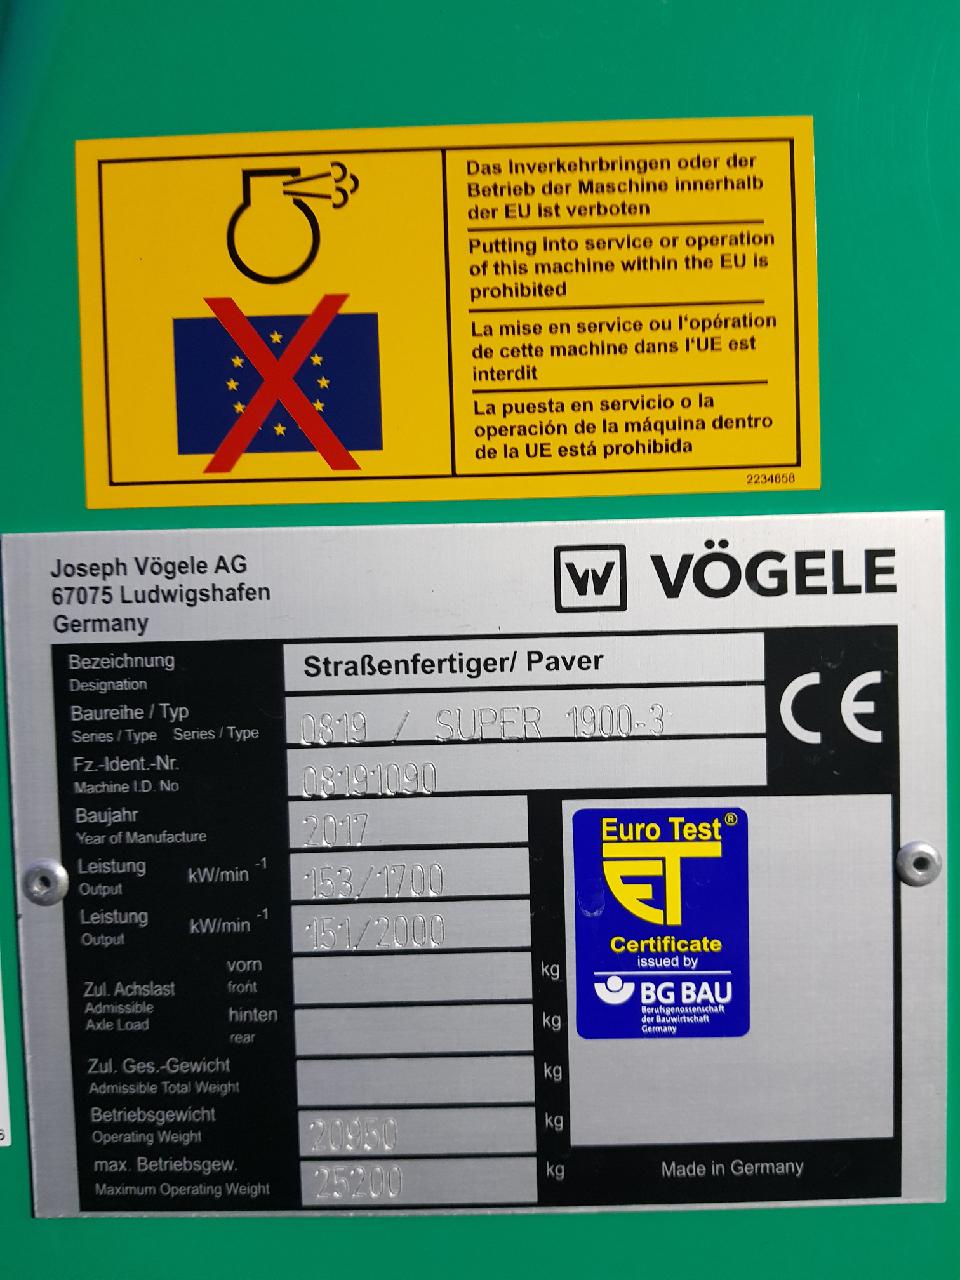 Das Inverkehrbringen oder der
Betrieb der Maschine innerhalb
der EU ist verboten
Putting into service or operation
of this machine within the EU is
prohibited
La mise en service ou l'opération
de cette machine dans l'UE est
interdit
La puesta en servicio o la
operación de la máquina dentro
de la UE está prohibida
2234658
Joseph Vögele AG
67075 Ludwigshafen
Germany
W VÖGELE
Bezeichnung
Designation
Straßenfertiger/ Paver
Baureihe / Typ
Series / Type Series / Type
0819 / SUPER 1900-3
CE
Fz.-Ident.-Nr.
Machine I.D. No
08191090
Baujahr
Year of Manufacture
2017
Leistung kW/min -1
Output
153/1700
Leistung kW/min -1
Output
151/2000
Zul. Achslast
Admissible
Axle Load
vorn
front
kg
hinten
rear
kg
Zul. Ges.-Gewicht
Admissible Total Weight
kg
Betriebsgewicht
Operating Weight
20950 kg
max. Betriebsgew.
Maximum Operating Weight
25200 kg
Euro Test®
ET
Certificate
issued by
BG BAU
Berufsgenossenschaft
der Bauwirtschaft
Germany
Made in Germany